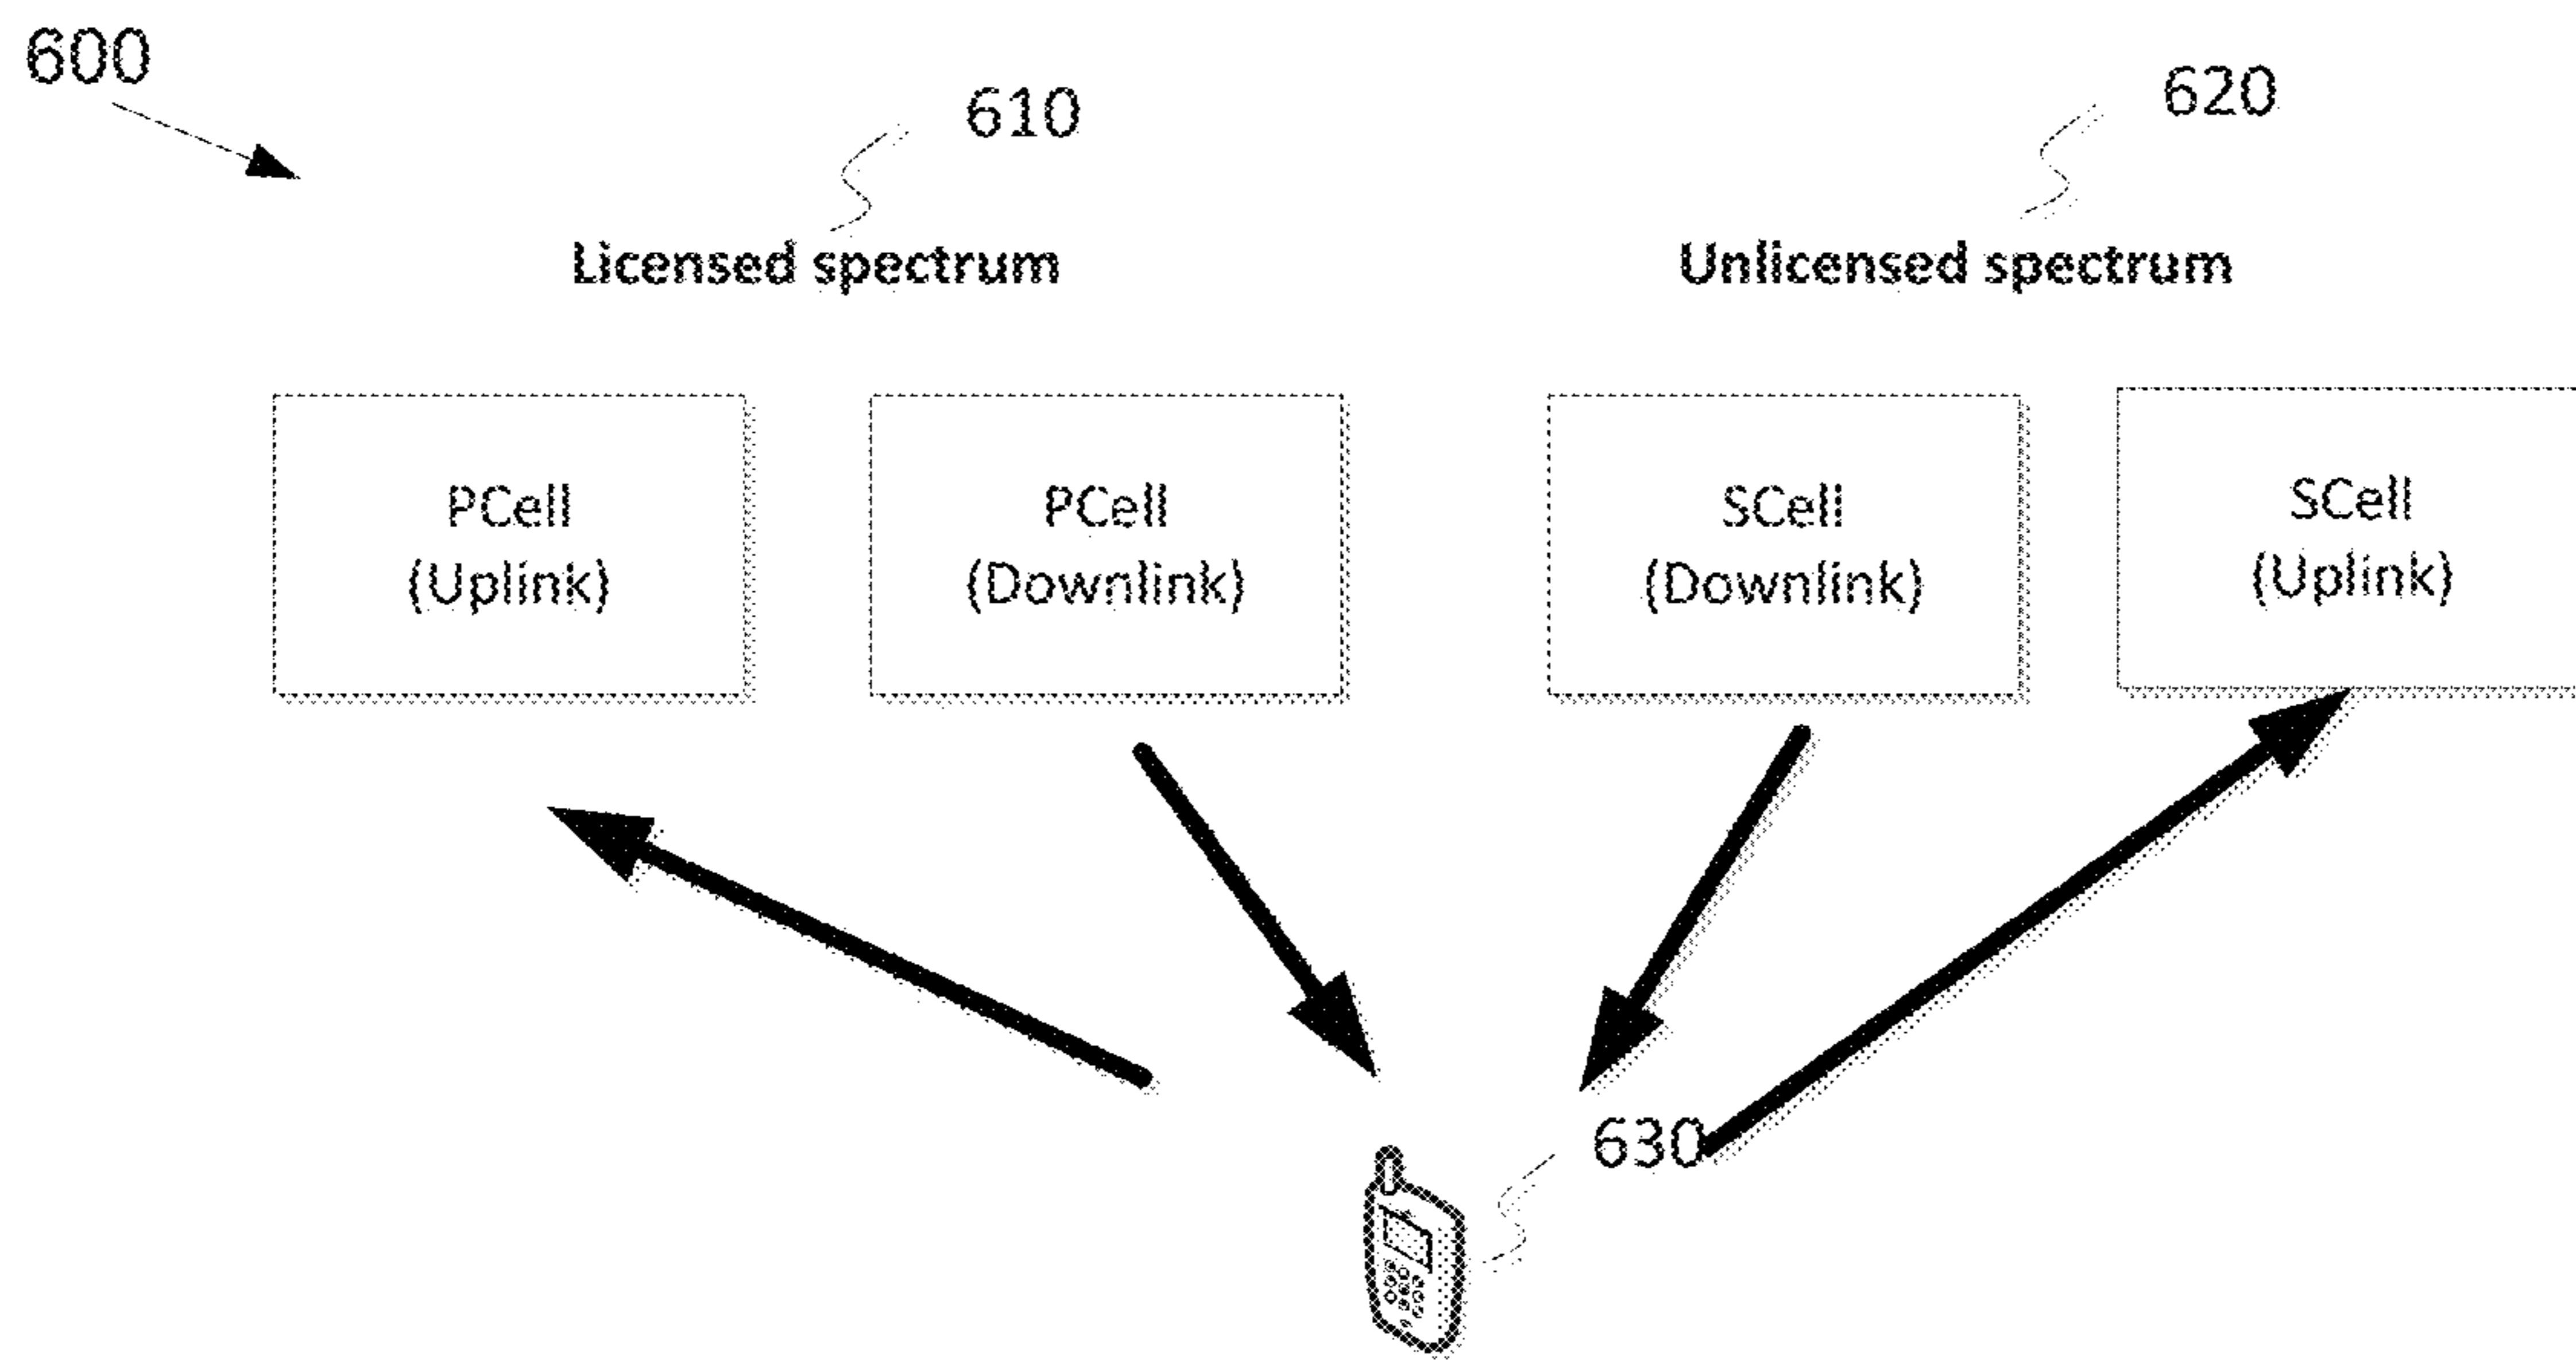 600
610
620
Licensed spectrum
Unlicensed spectrum
PCell
(Uplink)
PCell
(Downlink)
SCell
(Downlink)
SCell
(Uplink)
630